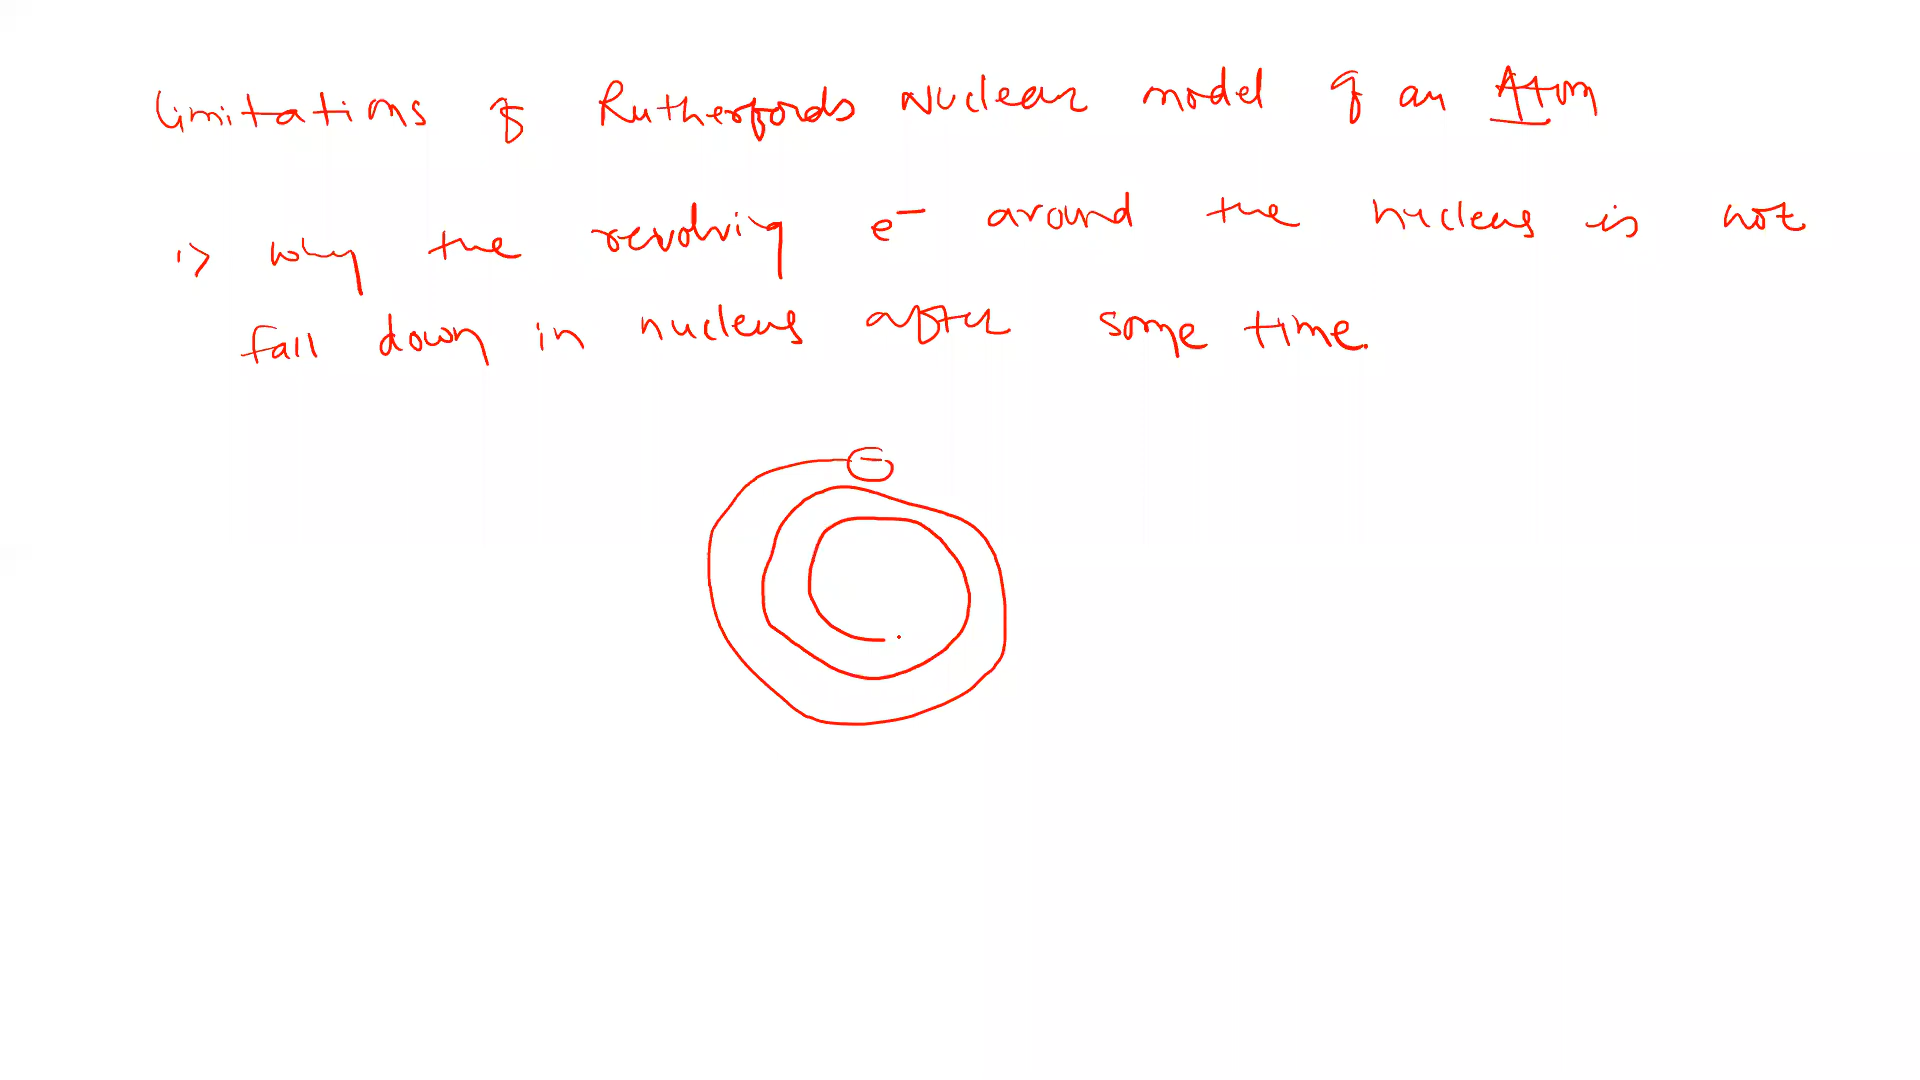 limitations of Rutherfords Nuclear model of an Atom
1> why the revolving e⁻ around the nucleus is not
fall down in nucleus after some time.
−